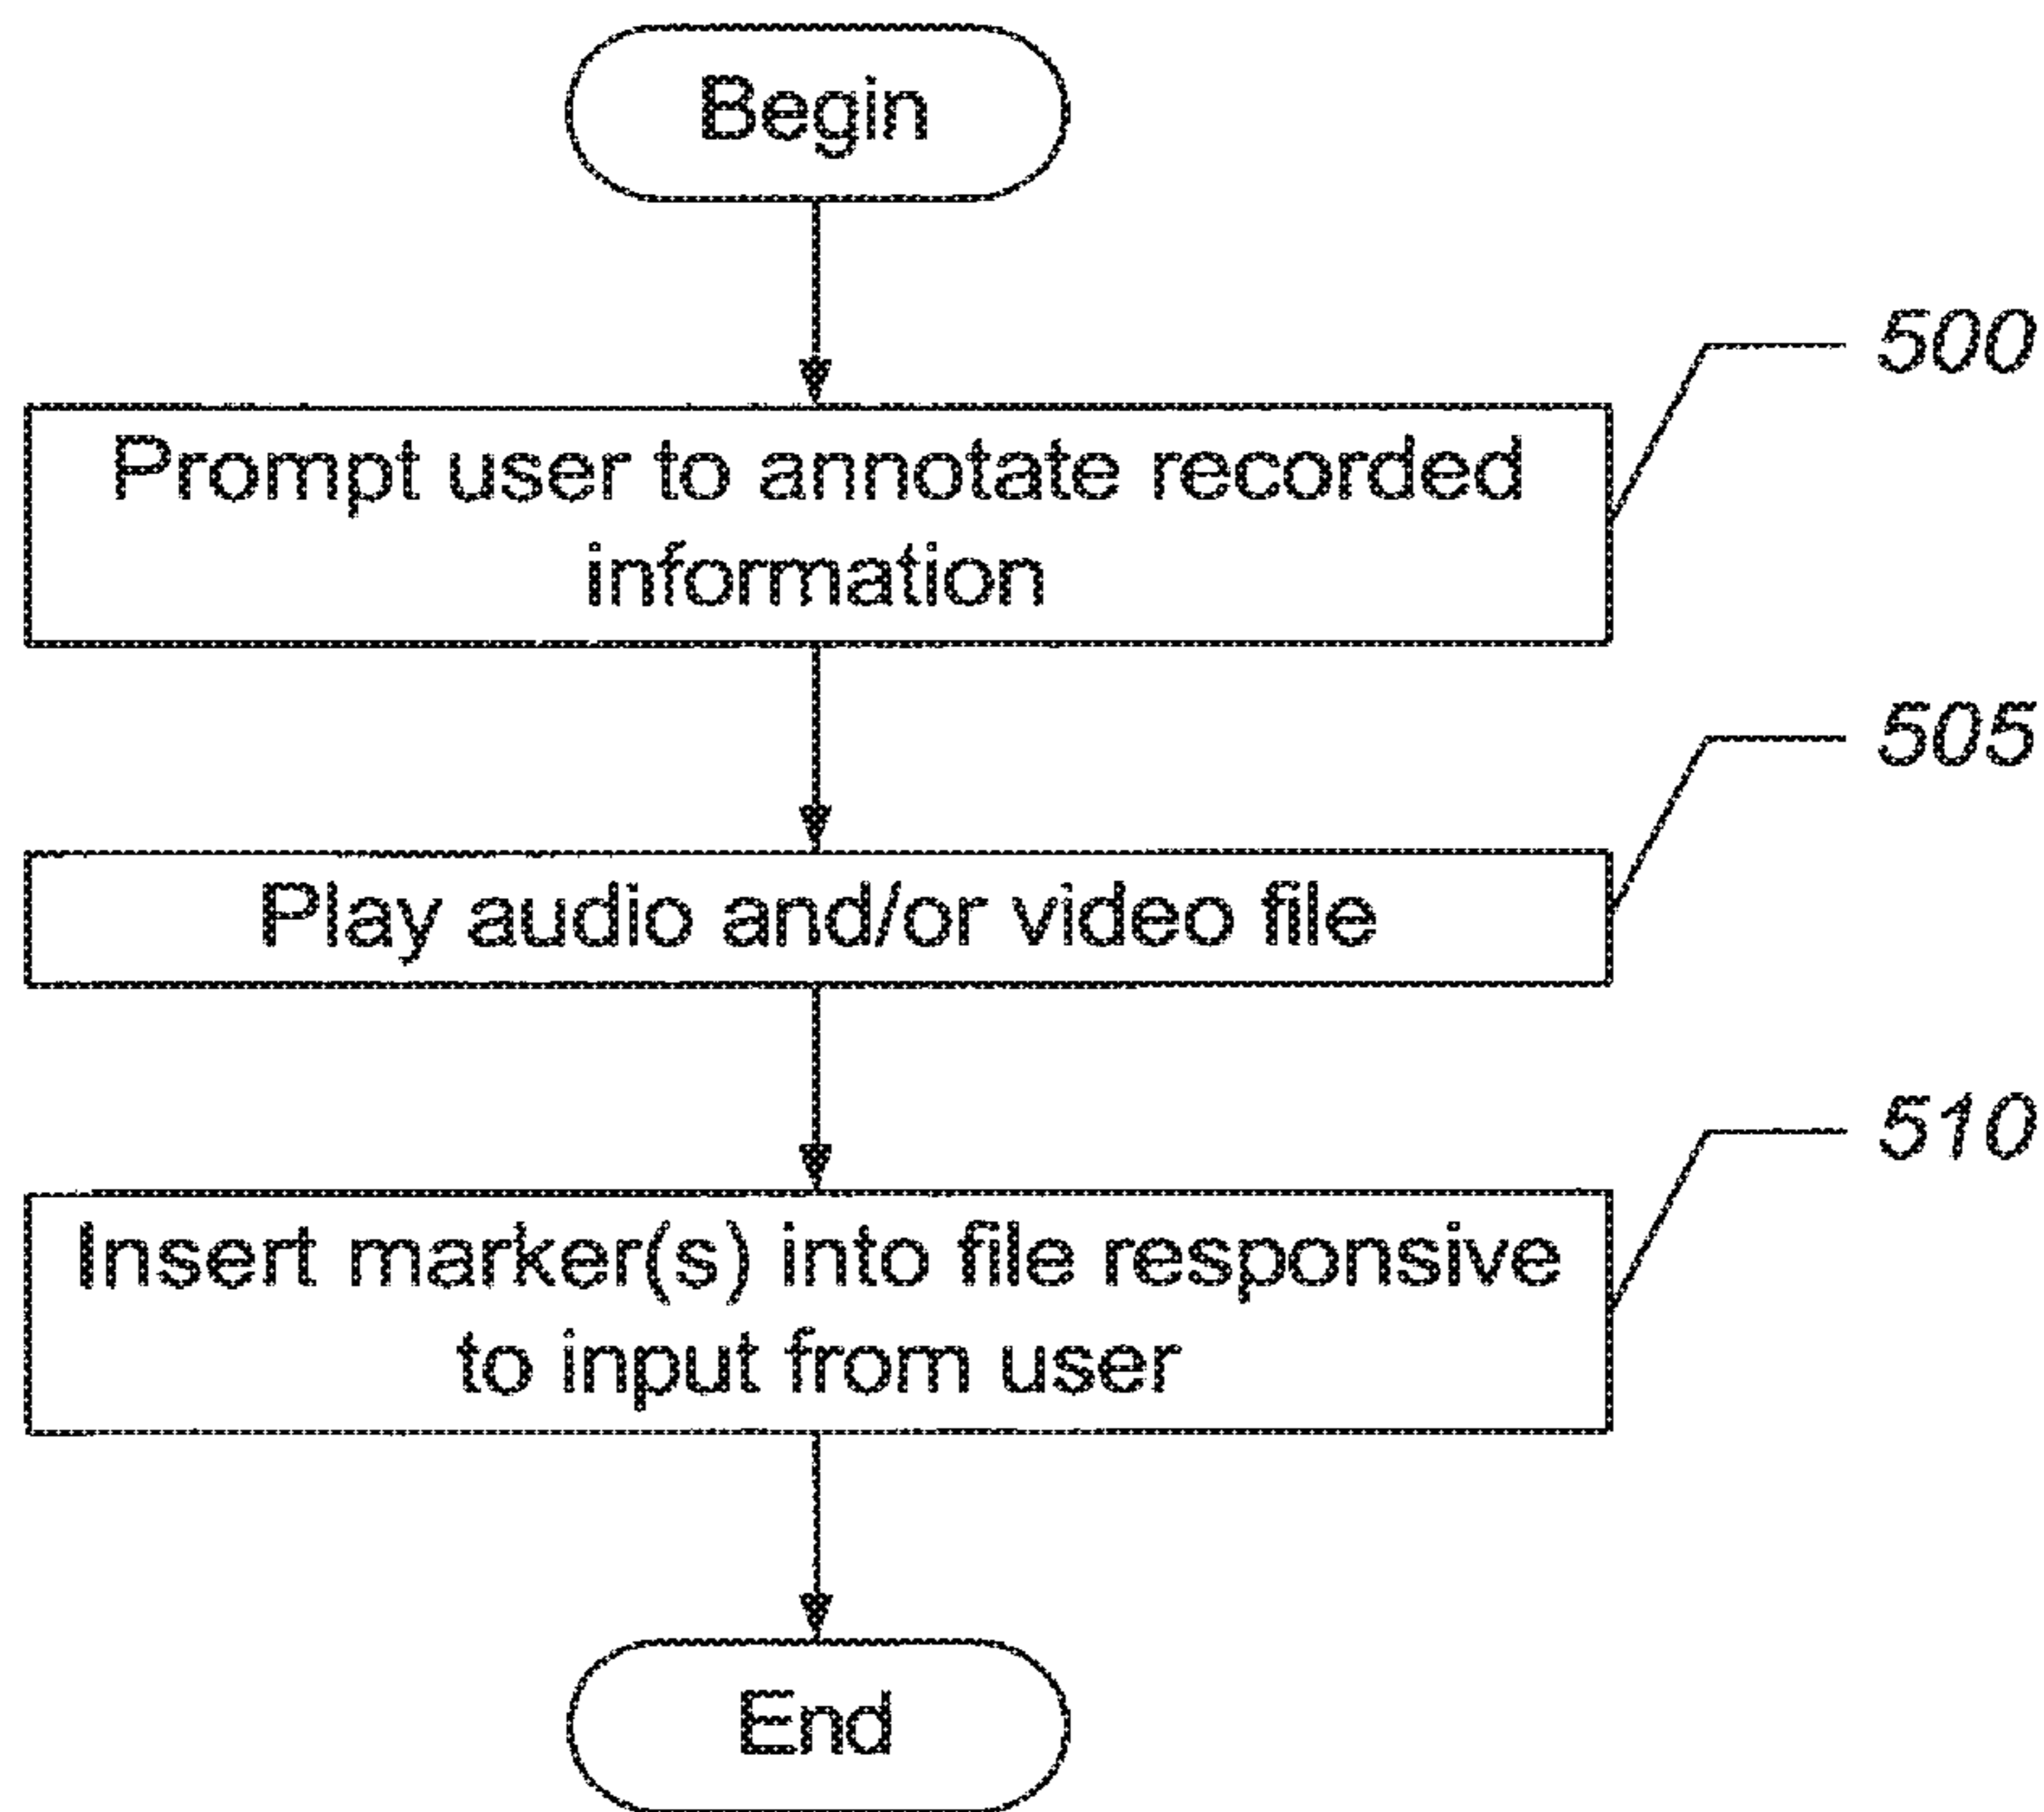 Begin
500
Prompt user to annotate recorded
information
505
Play audio and/or video file
510
Insert marker(s) into file responsive
to input from user
End